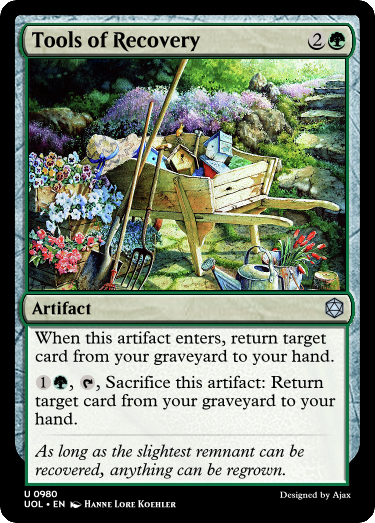 Tools of Recovery 2
Artifact
When this artifact enters, return target
card from your graveyard to your hand.
1 , , Sacrifice this artifact: Return
target card from your graveyard to your
hand.
As long as the slightest remnant can be
recovered, anything can be regrown.
U 0980
UOL • EN Hanne Lore Koehler
Designed by Ajax